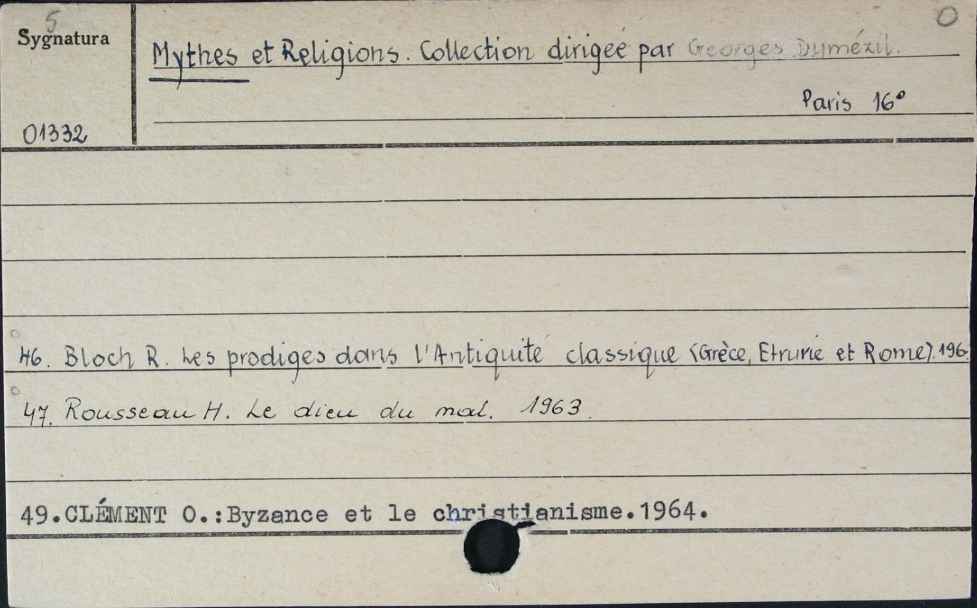 5
O
Sygnatura
Mythes et Religions. Collection dirigée par Georges Dumézil.
Paris 16°
01332
46. Bloch R. Les prodiges dans l'Antiquité classique (Grèce, Etrurie et Rome). 196
47. Rousseau H. Le dieu du mal. 1963.
49.CLÉMENT O.:Byzance et le christianisme.1964.